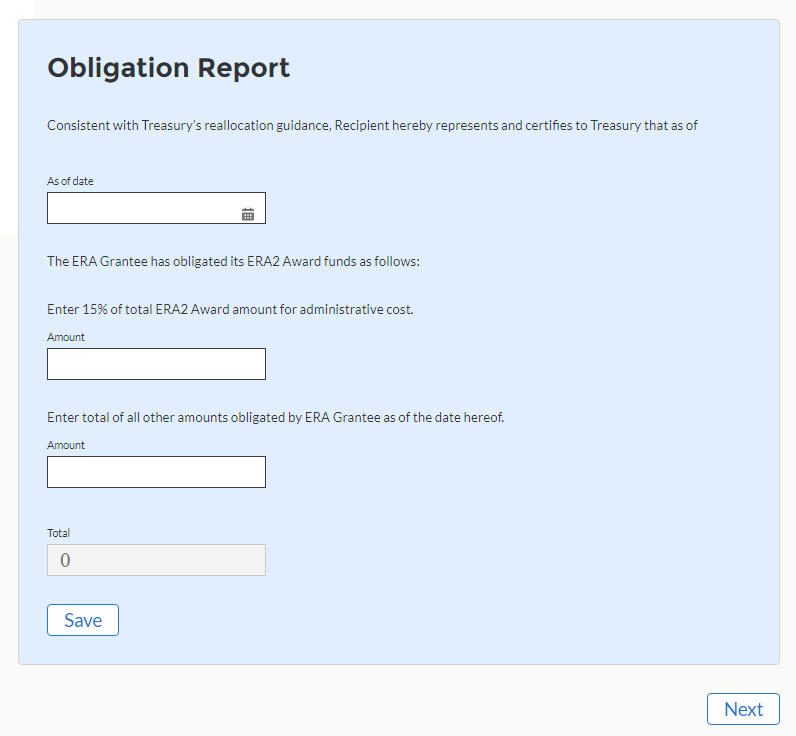 Obligation Report
Consistent with Treasury's reallocation guidance, Recipient hereby represents and certifies to Treasury that as of
As of date
The ERA Grantee has obligated its ERA2 Award funds as follows:
Enter 15% of total ERA2 Award amount for administrative cost.
Amount
Enter total of all other amounts obligated by ERA Grantee as of the date hereof.
Amount
Total
0
Save
Next